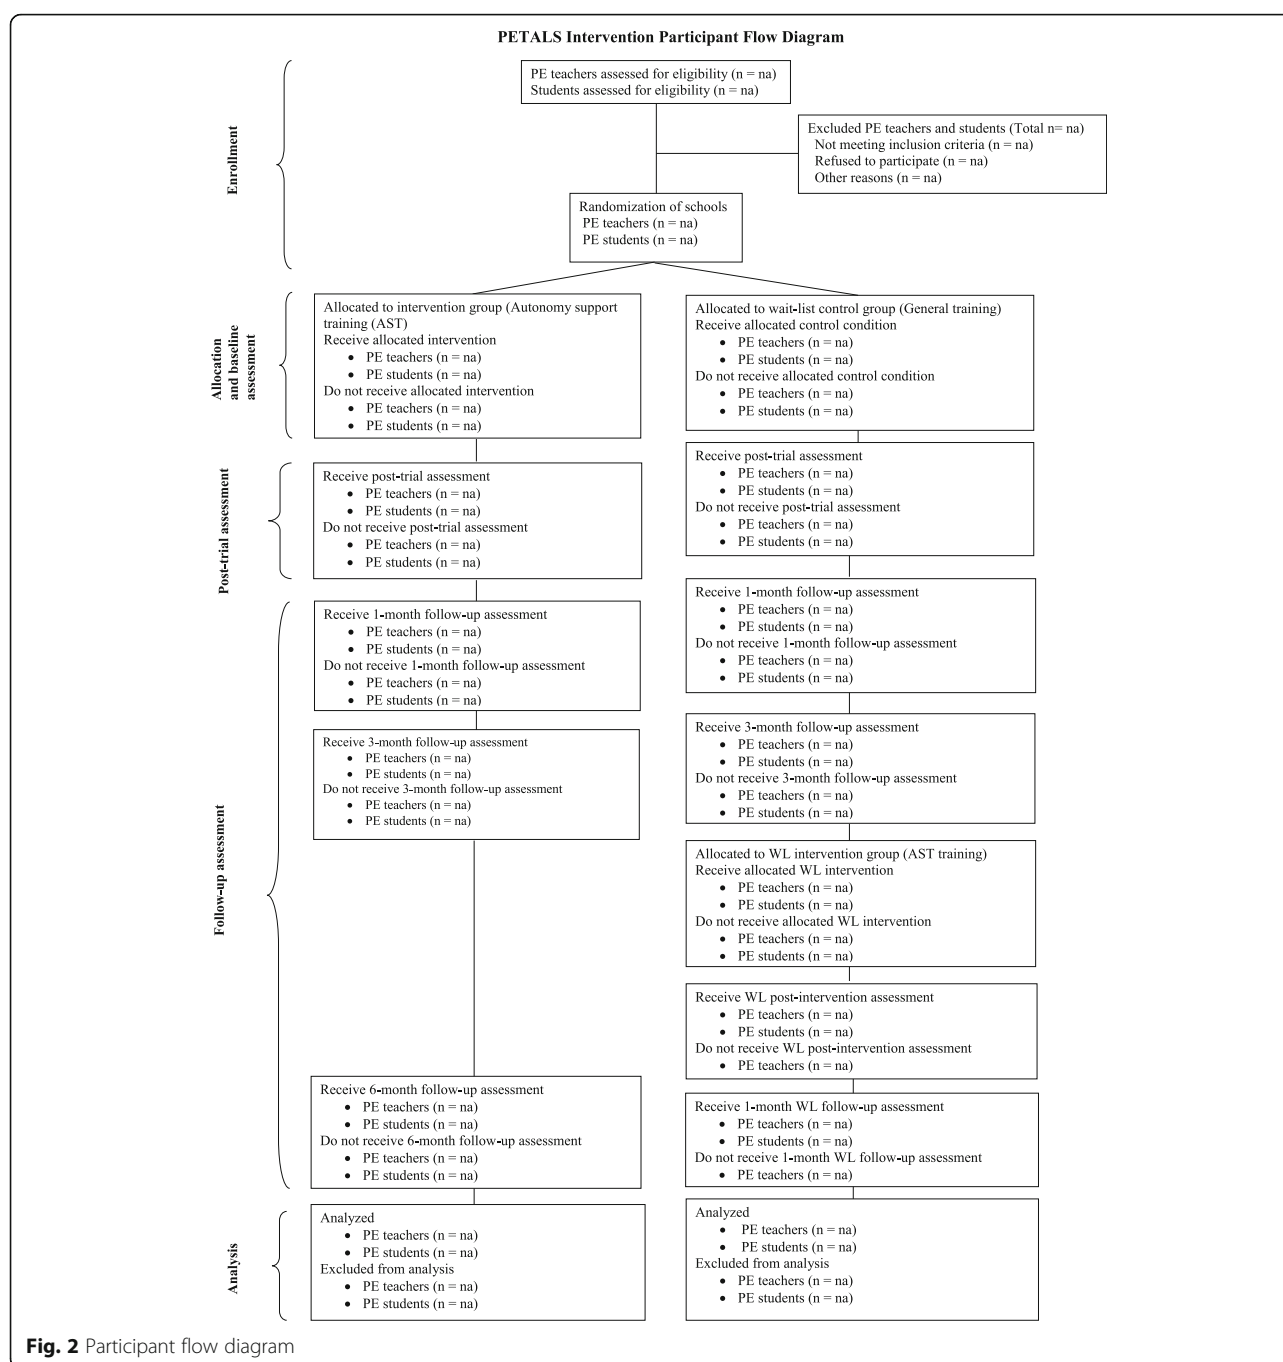 PETALS Intervention Participant Flow Diagram
PE teachers assessed for eligibility (n = na)
Students assessed for eligibility (n = na)
Excluded PE teachers and students (Total n= na)
Not meeting inclusion criteria (n = na)
Refused to participate (n = na)
Other reasons (n = na)
Enrollment
Randomization of schools
PE teachers (n = na)
PE students (n = na)
Allocation
and baseline
assessment
Allocated to intervention group (Autonomy support
training (AST)
Receive allocated intervention
• PE teachers (n = na)
• PE students (n = na)
Do not receive allocated intervention
• PE teachers (n = na)
• PE students (n = na)
Allocated to wait-list control group (General training)
Receive allocated control condition
• PE teachers (n = na)
• PE students (n = na)
Do not receive allocated control condition
• PE teachers (n = na)
• PE students (n = na)
Post-trial assessment
Receive post-trial assessment
• PE teachers (n = na)
• PE students (n = na)
Do not receive post-trial assessment
• PE teachers (n = na)
• PE students (n = na)
Receive post-trial assessment
• PE teachers (n = na)
• PE students (n = na)
Do not receive post-trial assessment
• PE teachers (n = na)
• PE students (n = na)
Follow-up assessment
Receive 1-month follow-up assessment
• PE teachers (n = na)
• PE students (n = na)
Do not receive 1-month follow-up assessment
• PE teachers (n = na)
• PE students (n = na)
Receive 1-month follow-up assessment
• PE teachers (n = na)
• PE students (n = na)
Do not receive 1-month follow-up assessment
• PE teachers (n = na)
• PE students (n = na)
Receive 3-month follow-up assessment
• PE teachers (n = na)
• PE students (n = na)
Do not receive 3-month follow-up assessment
• PE teachers (n = na)
• PE students (n = na)
Receive 3-month follow-up assessment
• PE teachers (n = na)
• PE students (n = na)
Do not receive 3-month follow-up assessment
• PE teachers (n = na)
• PE students (n = na)
Allocated to WL intervention group (AST training)
Receive allocated WL intervention
• PE teachers (n = na)
• PE students (n = na)
Do not receive allocated WL intervention
• PE teachers (n = na)
• PE students (n = na)
Receive WL post-intervention assessment
• PE teachers (n = na)
• PE students (n = na)
Do not receive WL post-intervention assessment
• PE teachers (n = na)
Receive 6-month follow-up assessment
• PE teachers (n = na)
• PE students (n = na)
Do not receive 6-month follow-up assessment
• PE teachers (n = na)
• PE students (n = na)
Receive 1-month WL follow-up assessment
• PE teachers (n = na)
• PE students (n = na)
Do not receive 1-month WL follow-up assessment
• PE teachers (n = na)
Analysis
Analyzed
• PE teachers (n = na)
• PE students (n = na)
Excluded from analysis
• PE teachers (n = na)
• PE students (n = na)
Analyzed
• PE teachers (n = na)
• PE students (n = na)
Excluded from analysis
• PE teachers (n = na)
• PE students (n = na)
Fig. 2 Participant flow diagram